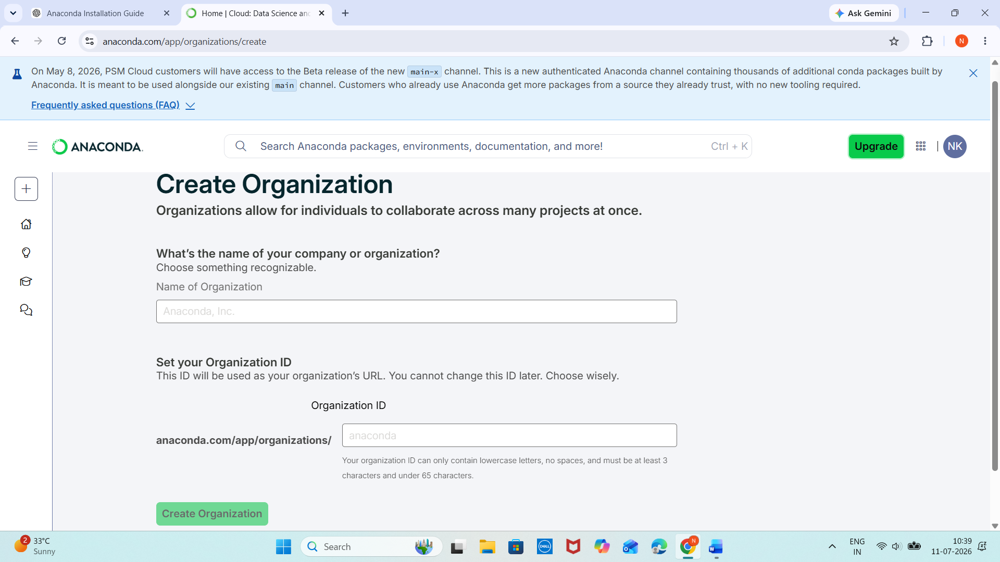 Anaconda Installation Guide
Home | Cloud: Data Science an
Ask Gemini
anaconda.com/app/organizations/create
N
On May 8, 2026, PSM Cloud customers will have access to the Beta release of the new main-x channel. This is a new authenticated Anaconda channel containing thousands of additional conda packages built by
Anaconda. It is meant to be used alongside our existing main channel. Customers who already use Anaconda get more packages from a source they already trust, with no new tooling required.
Frequently asked questions (FAQ)
ANACONDA.
Search Anaconda packages, environments, documentation, and more!
Ctrl + K
Upgrade
NK
Create Organization
Organizations allow for individuals to collaborate across many projects at once.
What's the name of your company or organization?
Choose something recognizable.
Name of Organization
Anaconda, Inc.
Set your Organization ID
This ID will be used as your organization's URL. You cannot change this ID later. Choose wisely.
Organization ID
anaconda.com/app/organizations/
anaconda
Your organization ID can only contain lowercase letters, no spaces, and must be at least 3
characters and under 65 characters.
Create Organization
2
33°C
Sunny
Search
DELL
N
W
ENG
IN
10:39
11-07-2026